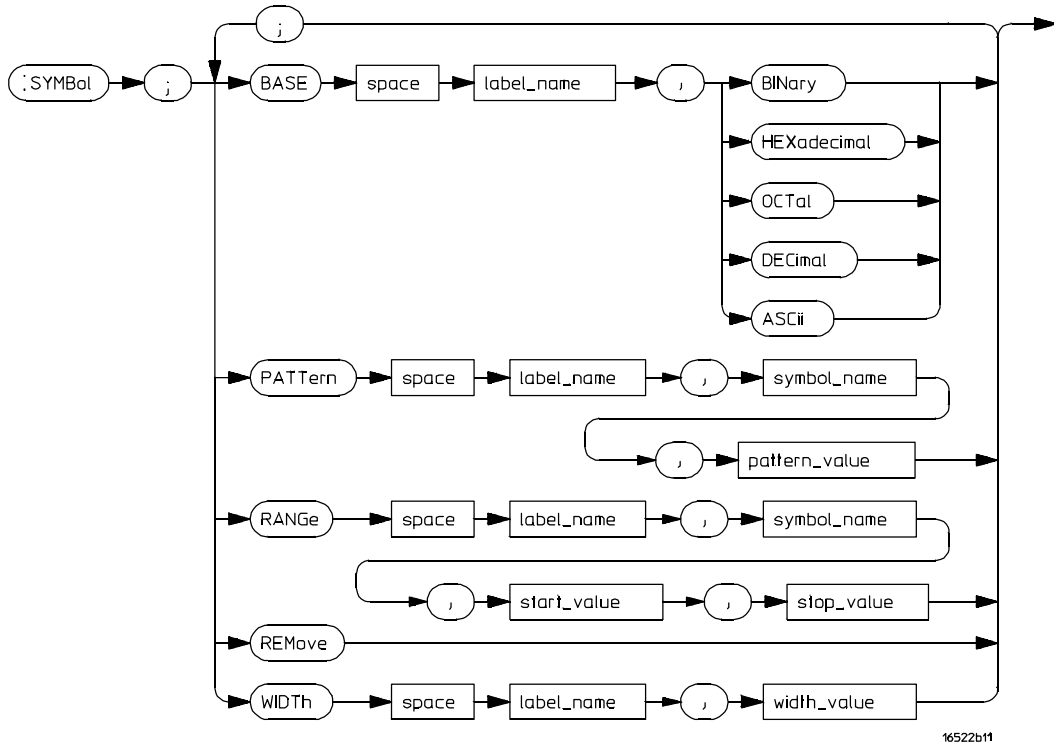 ;
:SYMBol ; BASE space label_name , BINary
HEXadecimal
OCTal
DECimal
ASCii
PATTern space label_name , symbol_name
, pattern_value
RANGe space label_name , symbol_name
, start_value , stop_value
REMove
WIDTh space label_name , width_value
16522b11